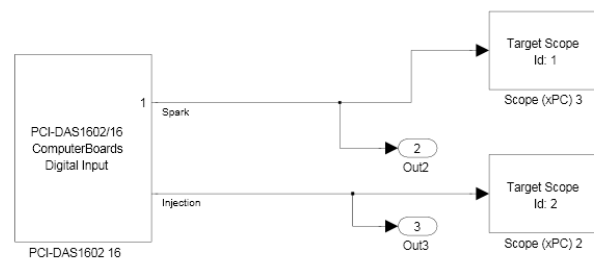 Target Scope
Id: 1
Scope (xPC) 3
PCI-DAS1602/16
ComputerBoards
Digital Input
1
Spark
2
Out2
Injection
Target Scope
Id: 2
3
Out3
Scope (xPC) 2
PCI-DAS1602 16